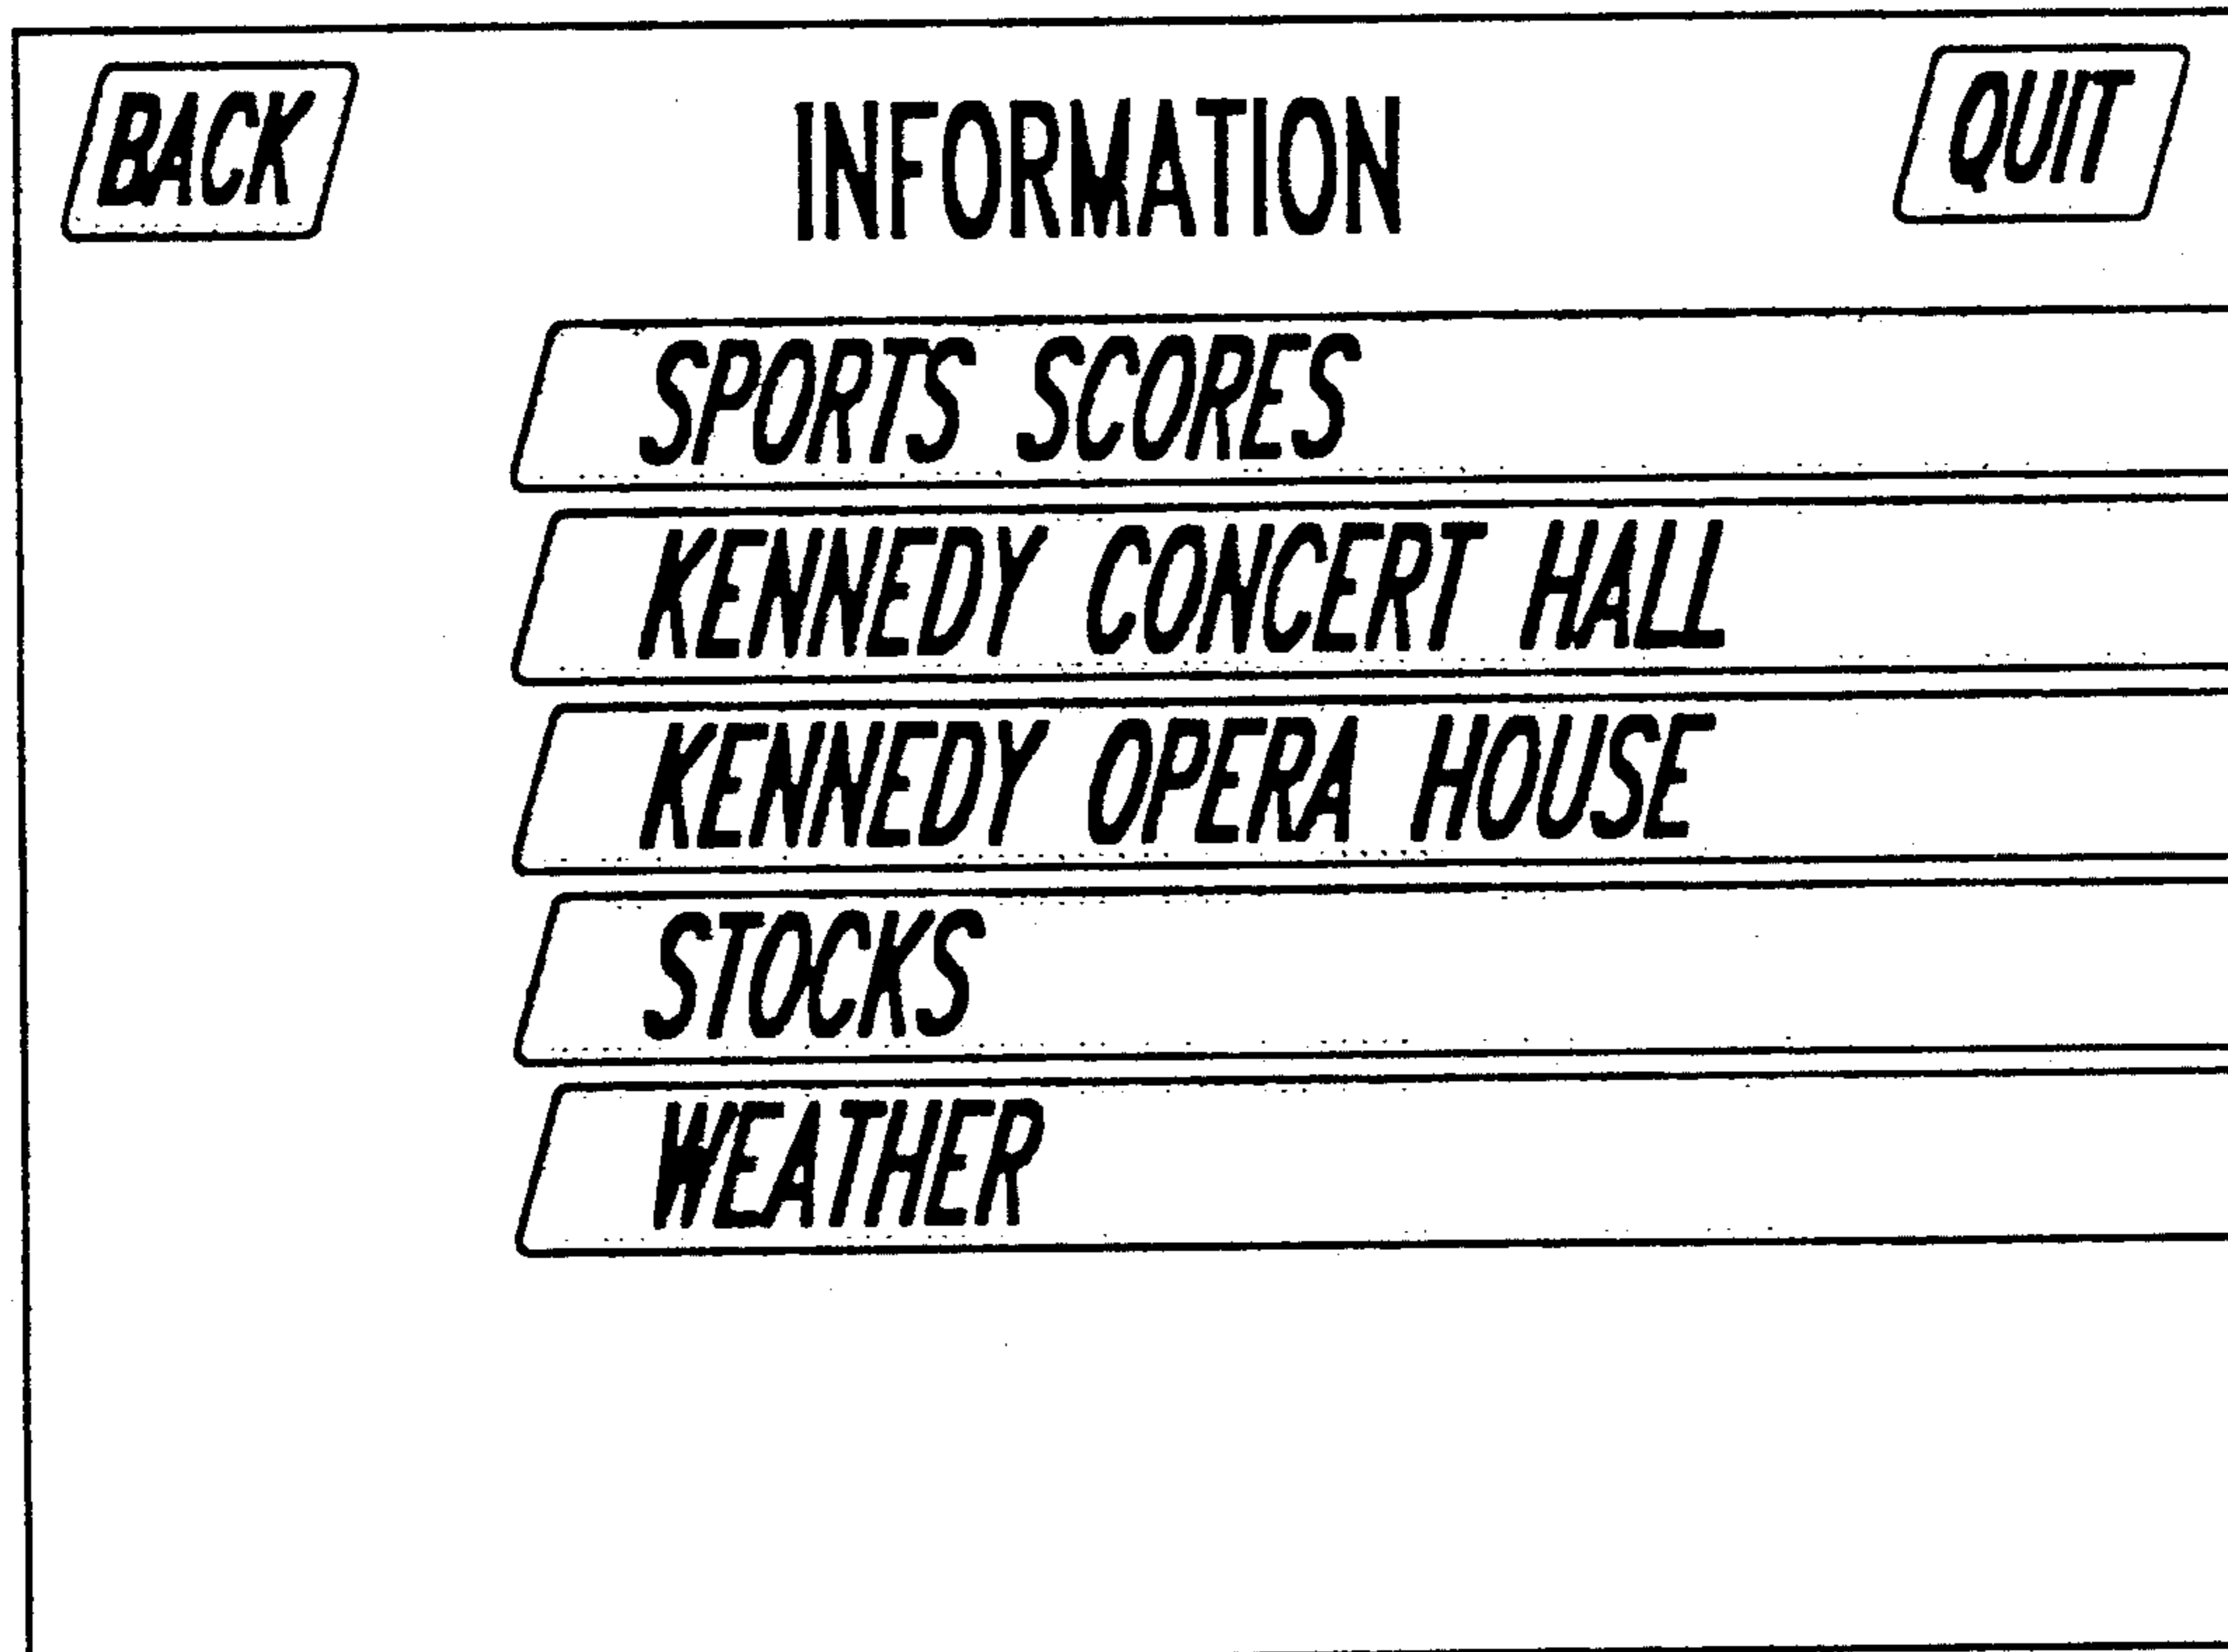 BACK INFORMATION QUIT
SPORTS SCORES
KENNEDY CONCERT HALL
KENNEDY OPERA HOUSE
STOCKS
WEATHER